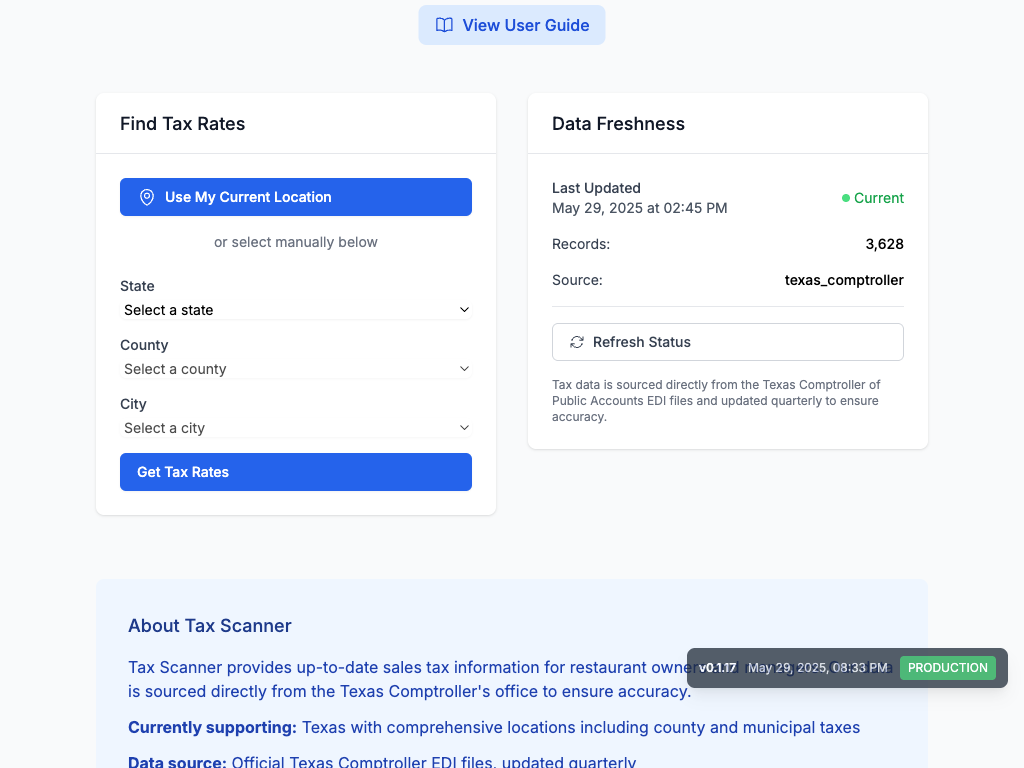 View User Guide
Find Tax Rates
Use My Current Location
or select manually below
State
Select a state
County
Select a county
City
Select a city
Get Tax Rates
Data Freshness
Last Updated
May 29, 2025 at 02:45 PM
Current
Records: 3,628
Source: texas_comptroller
Refresh Status
Tax data is sourced directly from the Texas Comptroller of
Public Accounts EDI files and updated quarterly to ensure
accuracy.
About Tax Scanner
Tax Scanner provides up-to-date sales tax information for restaurant
is sourced directly from the Texas Comptroller's office to ensure accuracy.
Currently supporting: Texas with comprehensive locations including county and municipal taxes
Data source: Official Texas Comptroller EDI files, updated quarterly
v0.1.17 May 29, 2025, 08:33 PM PRODUCTION